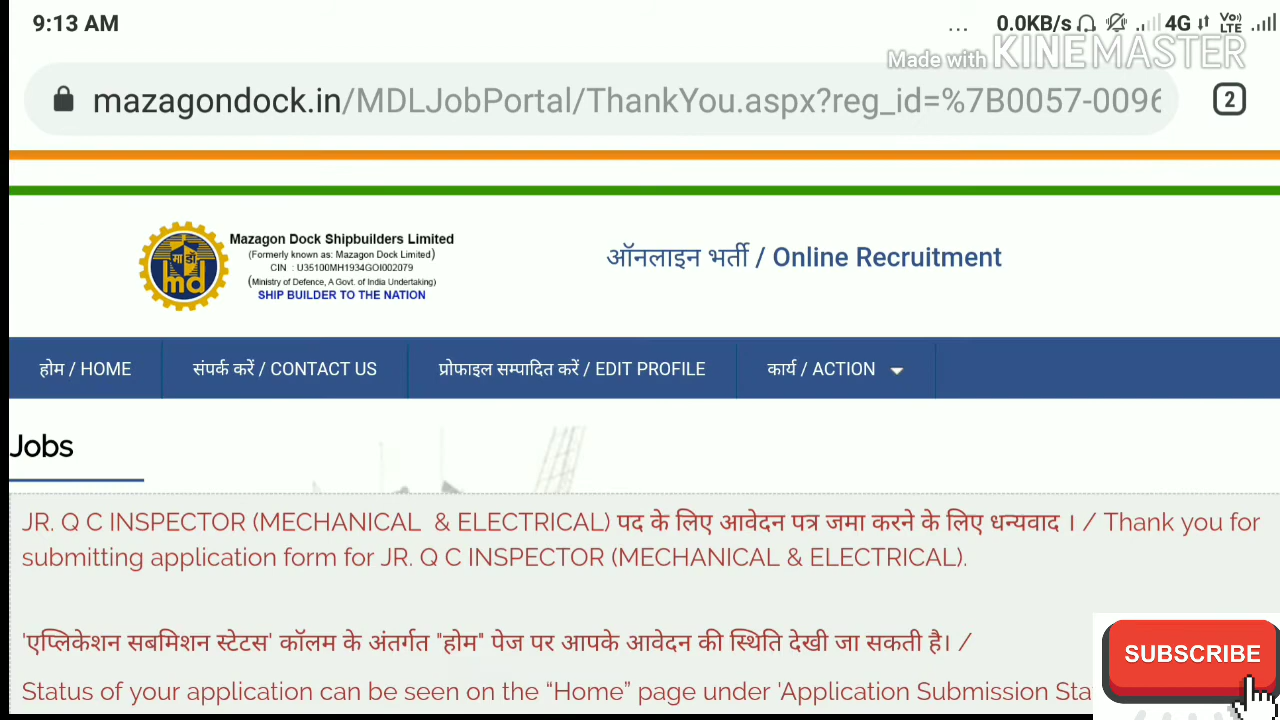 9:13 AM ... 0.0KB/s 4G Vo)) LTE
Made with KINEMASTER
mazagondock.in/MDLJobPortal/ThankYou.aspx?reg_id=%7B0057-0096 2
Mazagon Dock Shipbuilders Limited
(Formerly known as: Mazagon Dock Limited)
CIN : U35100MH1934GOI002079
(Ministry of Defence, A Govt. of India Undertaking)
SHIP BUILDER TO THE NATION
माडॉ
md
ऑनलाइन भर्ती / Online Recruitment
होम / HOME संपर्क करें / CONTACT US प्रोफाइल सम्पादित करें / EDIT PROFILE कार्य / ACTION
Jobs
JR. Q C INSPECTOR (MECHANICAL & ELECTRICAL) पद के लिए आवेदन पत्र जमा करने के लिए धन्यवाद । / Thank you for
submitting application form for JR. Q C INSPECTOR (MECHANICAL & ELECTRICAL).
'एप्लिकेशन सबमिशन स्टेटस' कॉलम के अंतर्गत "होम" पेज पर आपके आवेदन की स्थिति देखी जा सकती है। /
Status of your application can be seen on the “Home” page under 'Application Submission Sta
SUBSCRIBE